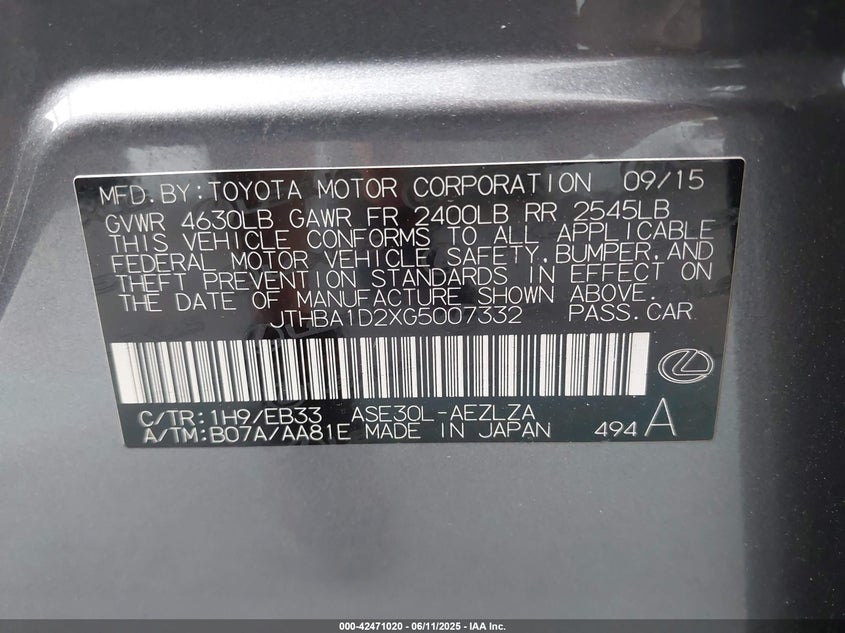 MFD.BY:TOYOTA MOTOR CORPORATION 09/15
GVWR 4630LB GAWR FR 2400LB RR 2545LB
THIS VEHICLE CONFORMS TO ALL APPLICABLE
FEDERAL MOTOR VEHICLE SAFETY,BUMPER,AND
THEFT PREVENTION STANDARDS IN EFFECT ON
THE DATE OF MANUFACTURE SHOWN ABOVE.
JTHBA1D2XG5007332 PASS.CAR
C/TR:1H9/EB33 ASE30L-AEZLZA
A/TM:B07A/AA81E MADE IN JAPAN 494 A
000-42471020 - 06/11/2025 - IAA Inc.